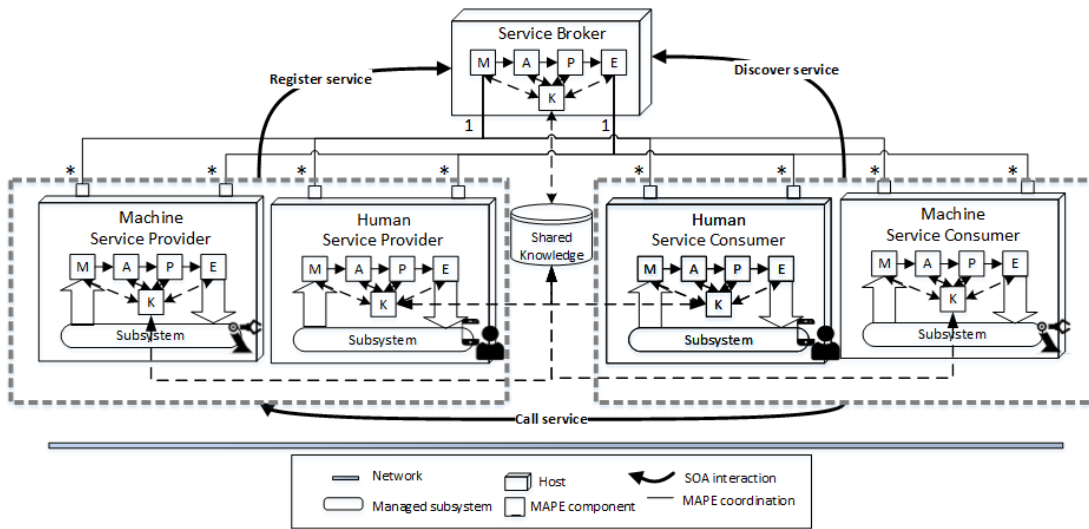 Service Broker
M A P E
K
Register service
Discover service
1 1
* * * * * * * *
Machine
Service Provider
M A P E
K
Subsystem
Human
Service Provider
M A P E
K
Subsystem
Shared
Knowledge
Human
Service Consumer
M A P E
K
Subsystem
Machine
Service Consumer
M A P E
K
Subsystem
Call service
Network
Host
SOA interaction
Managed subsystem
MAPE component
MAPE coordination